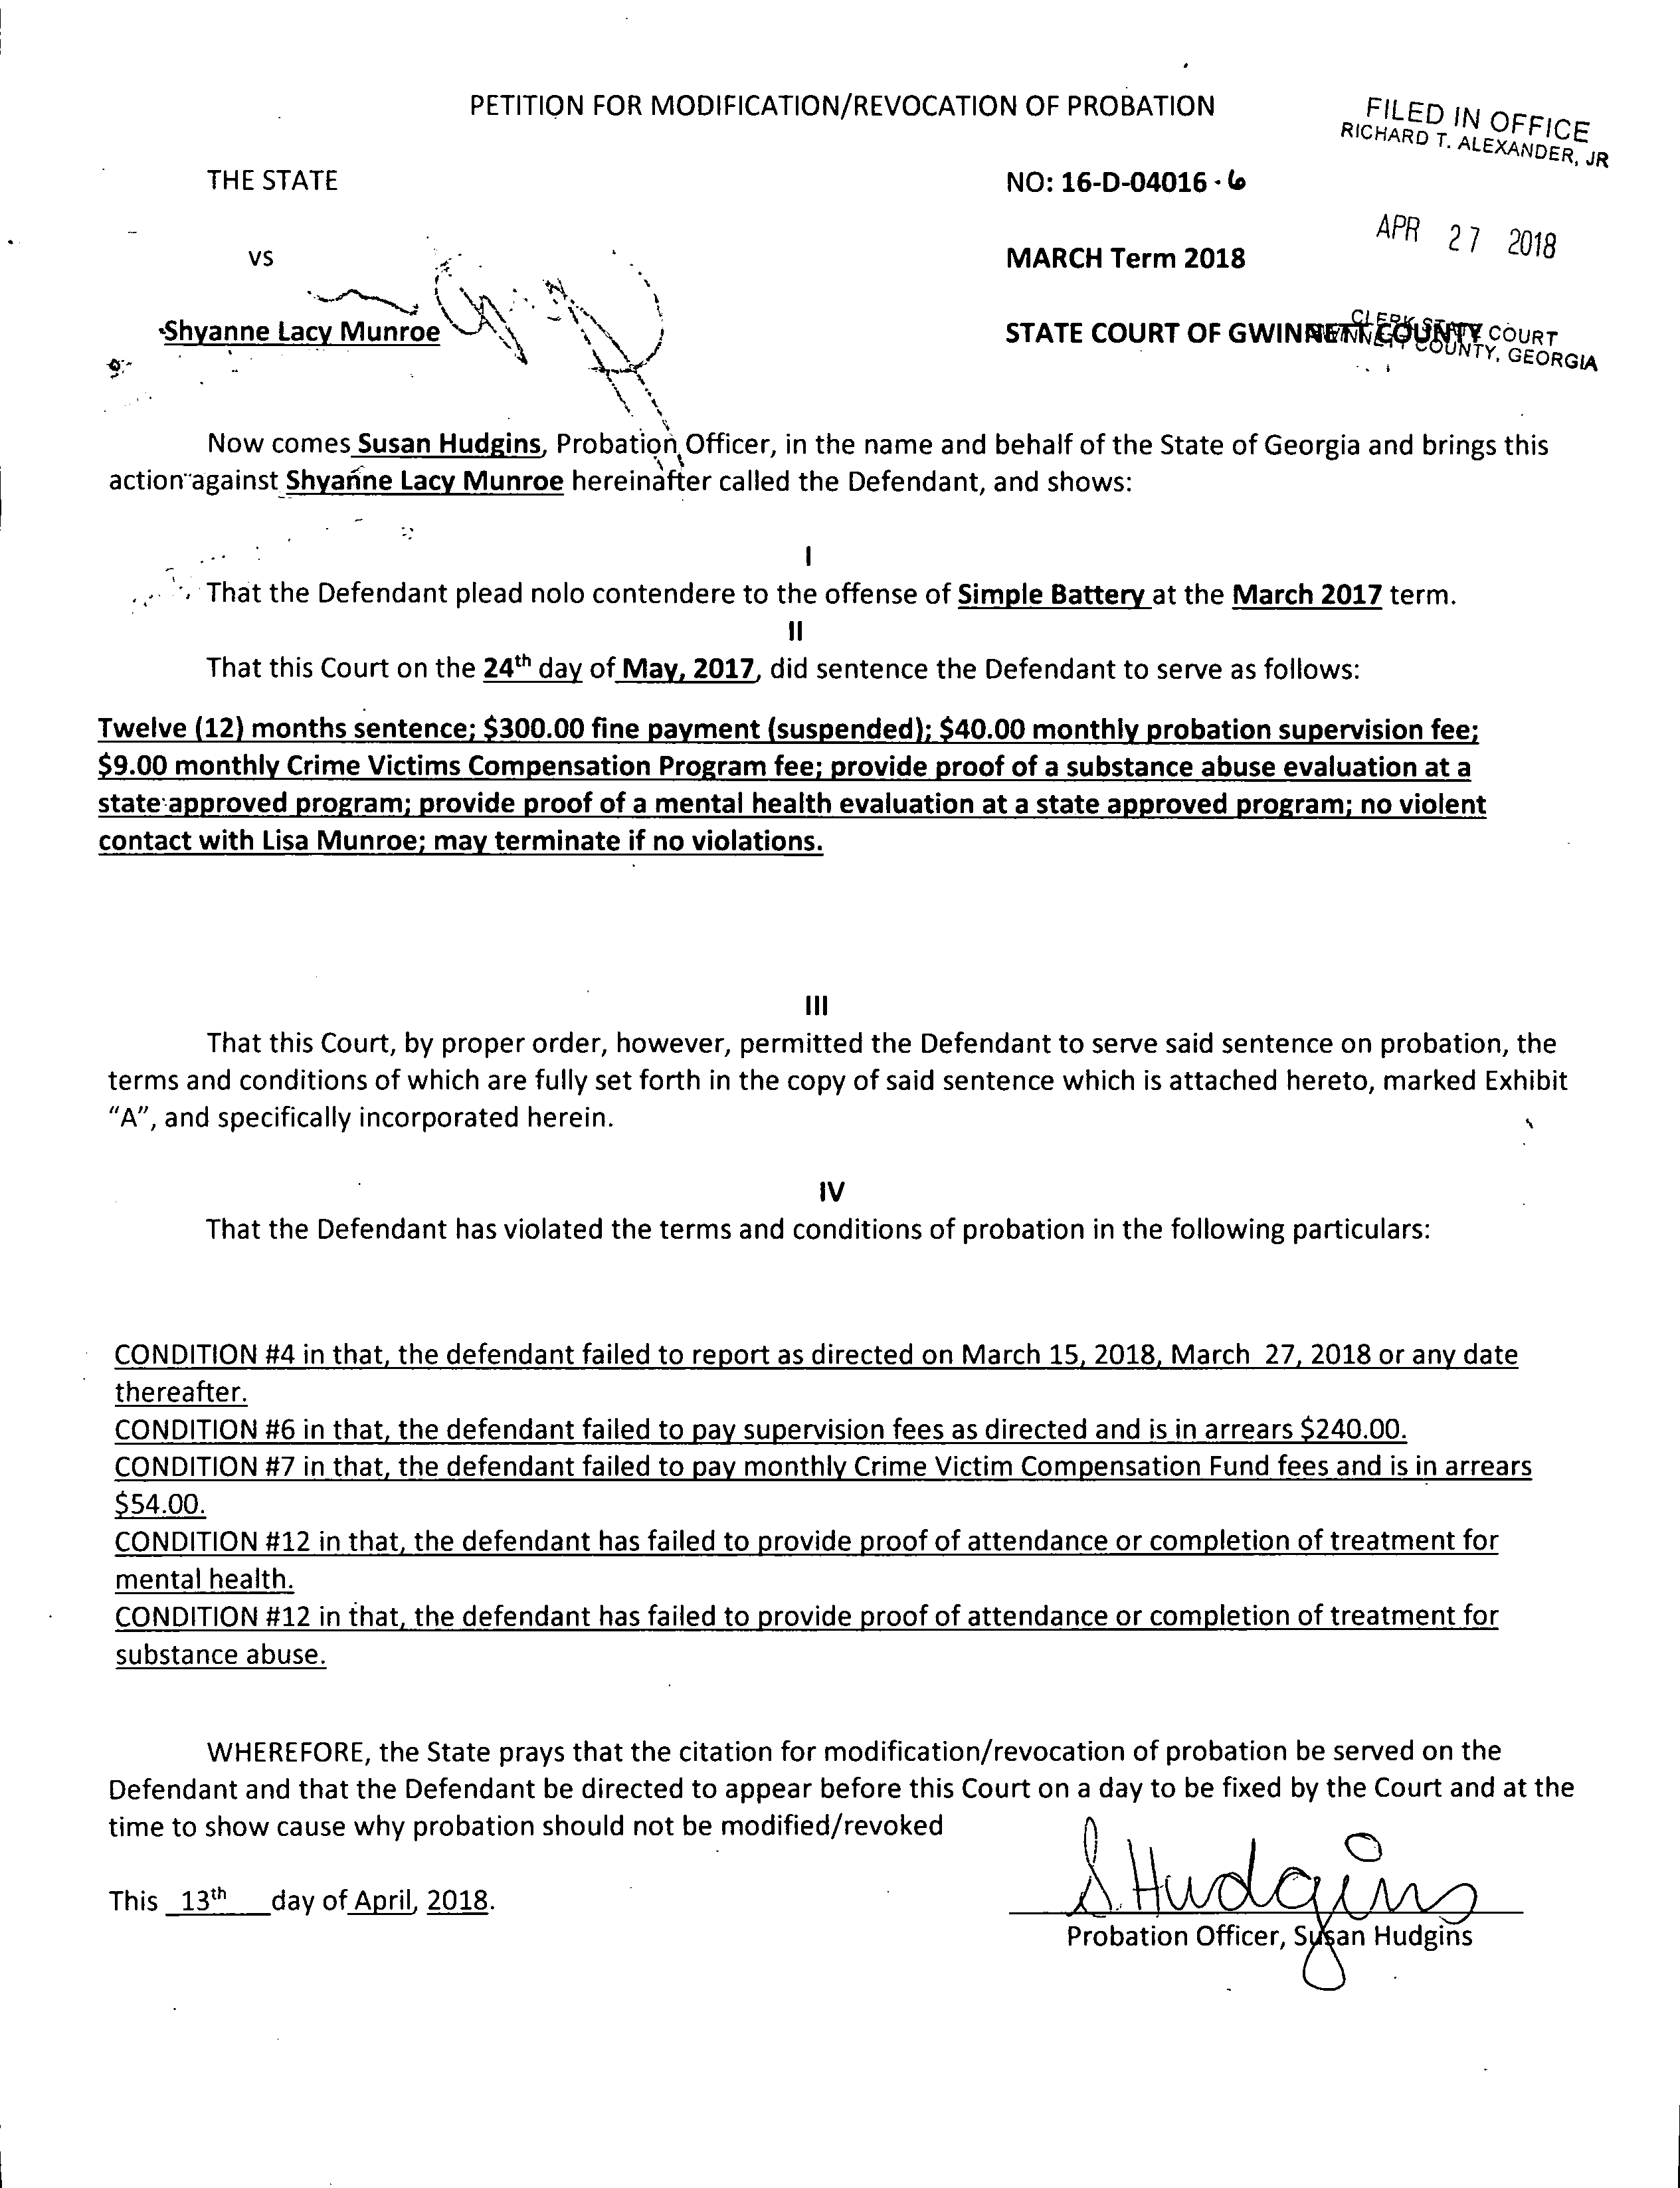 PETITION FOR MODIFICATION/REVOCATION OF PROBATION
FILED IN OFFICE
RICHARD T. ALEXANDER, JR
THE STATE
NO: 16-D-04016 - 6
APR 27 2018
vs
MARCH Term 2018
Shyanne Lacy Munroe
STATE COURT OF GWINNETT COUNTY
CLERK STATE COURT
GWINNETT COUNTY, GEORGIA
Now comes Susan Hudgins, Probation Officer, in the name and behalf of the State of Georgia and brings this
action against Shyanne Lacy Munroe hereinafter called the Defendant, and shows:
I
That the Defendant plead nolo contendere to the offense of Simple Battery at the March 2017 term.
II
That this Court on the 24th day of May, 2017, did sentence the Defendant to serve as follows:
Twelve (12) months sentence; $300.00 fine payment (suspended); $40.00 monthly probation supervision fee;
$9.00 monthly Crime Victims Compensation Program fee; provide proof of a substance abuse evaluation at a
state approved program; provide proof of a mental health evaluation at a state approved program; no violent
contact with Lisa Munroe; may terminate if no violations.
III
That this Court, by proper order, however, permitted the Defendant to serve said sentence on probation, the
terms and conditions of which are fully set forth in the copy of said sentence which is attached hereto, marked Exhibit
"A", and specifically incorporated herein.
IV
That the Defendant has violated the terms and conditions of probation in the following particulars:
CONDITION #4 in that, the defendant failed to report as directed on March 15, 2018, March 27, 2018 or any date
thereafter.
CONDITION #6 in that, the defendant failed to pay supervision fees as directed and is in arrears $240.00.
CONDITION #7 in that, the defendant failed to pay monthly Crime Victim Compensation Fund fees and is in arrears
$54.00.
CONDITION #12 in that, the defendant has failed to provide proof of attendance or completion of treatment for
mental health.
CONDITION #12 in that, the defendant has failed to provide proof of attendance or completion of treatment for
substance abuse.
WHEREFORE, the State prays that the citation for modification/revocation of probation be served on the
Defendant and that the Defendant be directed to appear before this Court on a day to be fixed by the Court and at the
time to show cause why probation should not be modified/revoked
S. Hudgins
This 13th day of April, 2018.
Probation Officer, Susan Hudgins